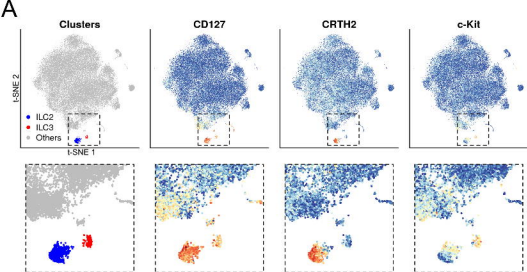 A
Clusters
CD127
CRTH2
c-Kit
t-SNE 2
ILC2
ILC3
Others
t-SNE 1